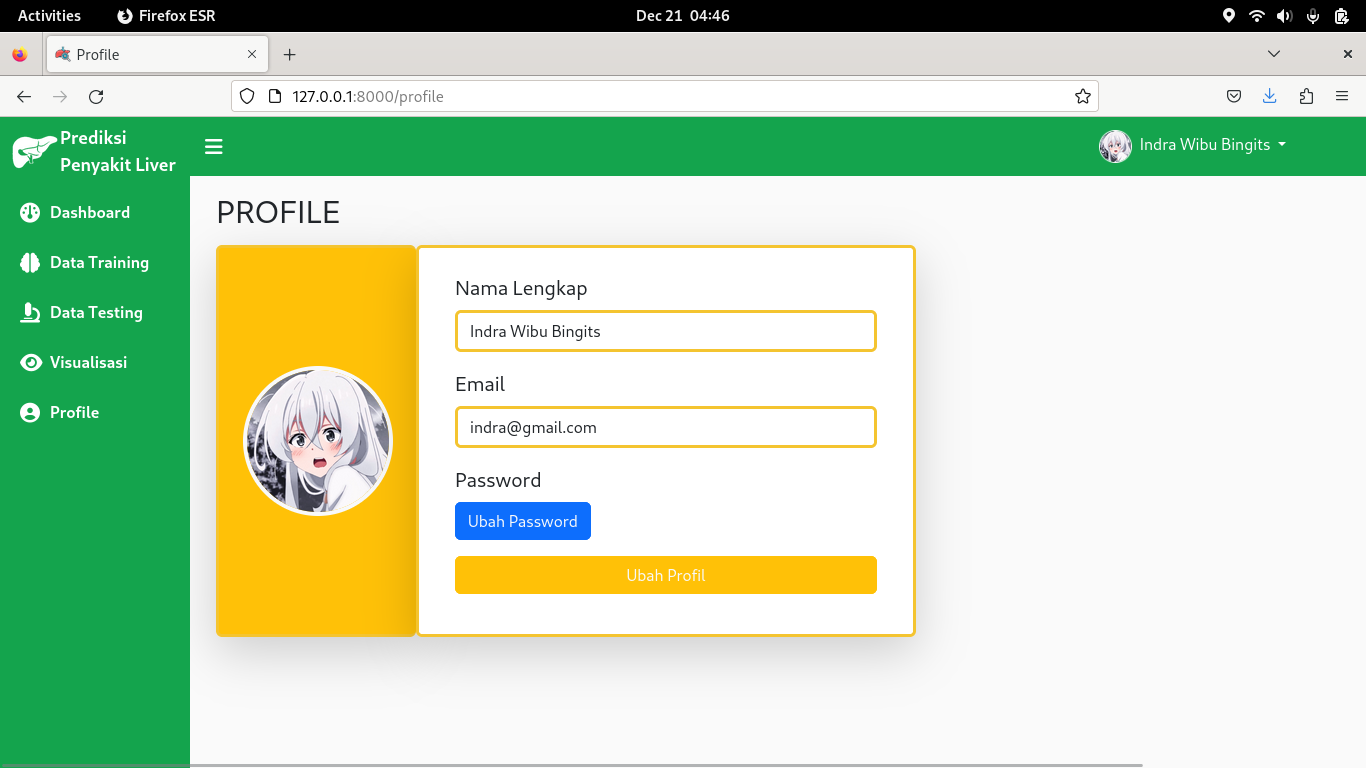 Activities
Firefox ESR
Dec 21 04:46
Profile
127.0.0.1:8000/profile
Prediksi
Penyakit Liver
Indra Wibu Bingits
Dashboard
Data Training
Data Testing
Visualisasi
Profile
PROFILE
Nama Lengkap
Indra Wibu Bingits
Email
indra@gmail.com
Password
Ubah Password
Ubah Profil